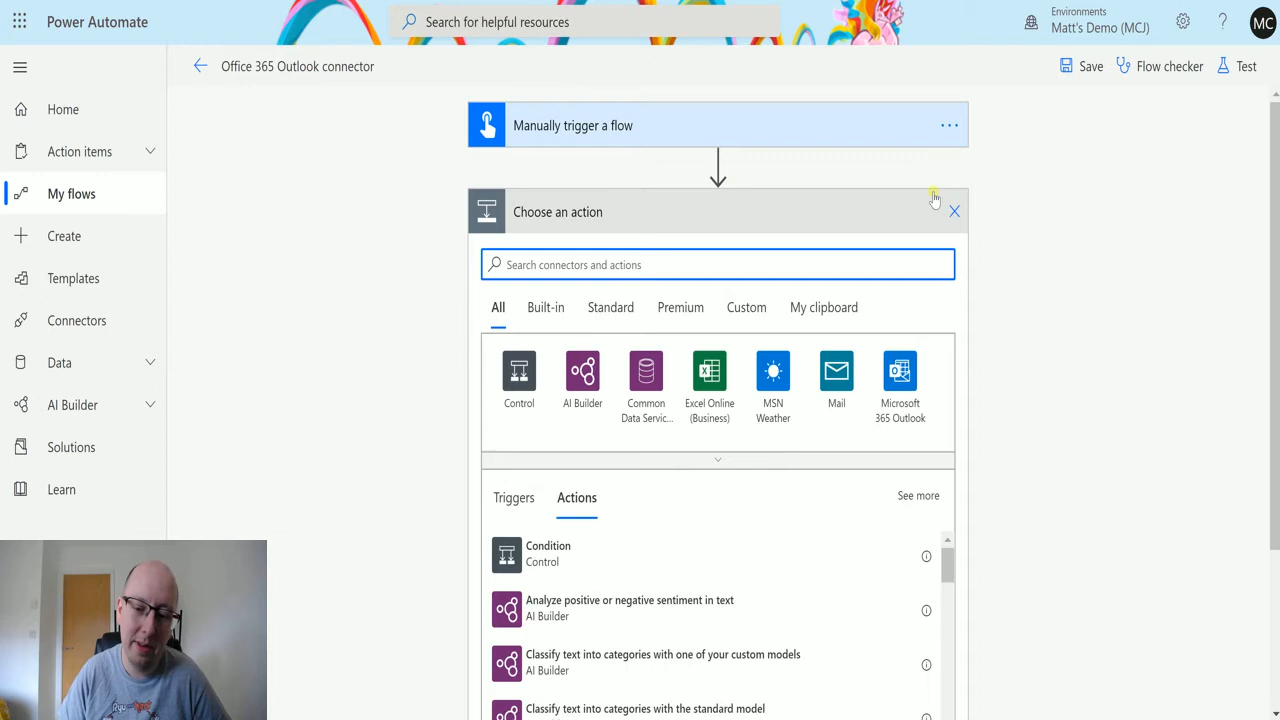 Power Automate
Search for helpful resources
Environments
Matt's Demo (MCJ)
MC
Office 365 Outlook connector
Save
Flow checker
Test
Home
Action items
My flows
Create
Templates
Connectors
Data
AI Builder
Solutions
Learn
Manually trigger a flow
Choose an action
Search connectors and actions
All
Built-in
Standard
Premium
Custom
My clipboard
Control
AI Builder
Common
Data Servic...
Excel Online
(Business)
MSN
Weather
Mail
Microsoft
365 Outlook
Triggers
Actions
See more
Condition
Control
Analyze positive or negative sentiment in text
AI Builder
Classify text into categories with one of your custom models
AI Builder
Classify text into categories with the standard model